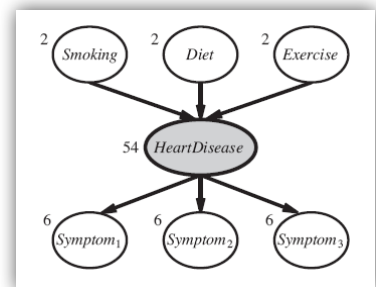 2 Smoking 2 Diet 2 Exercise
54 HeartDisease
6 Symptom₁ 6 Symptom₂ 6 Symptom₃